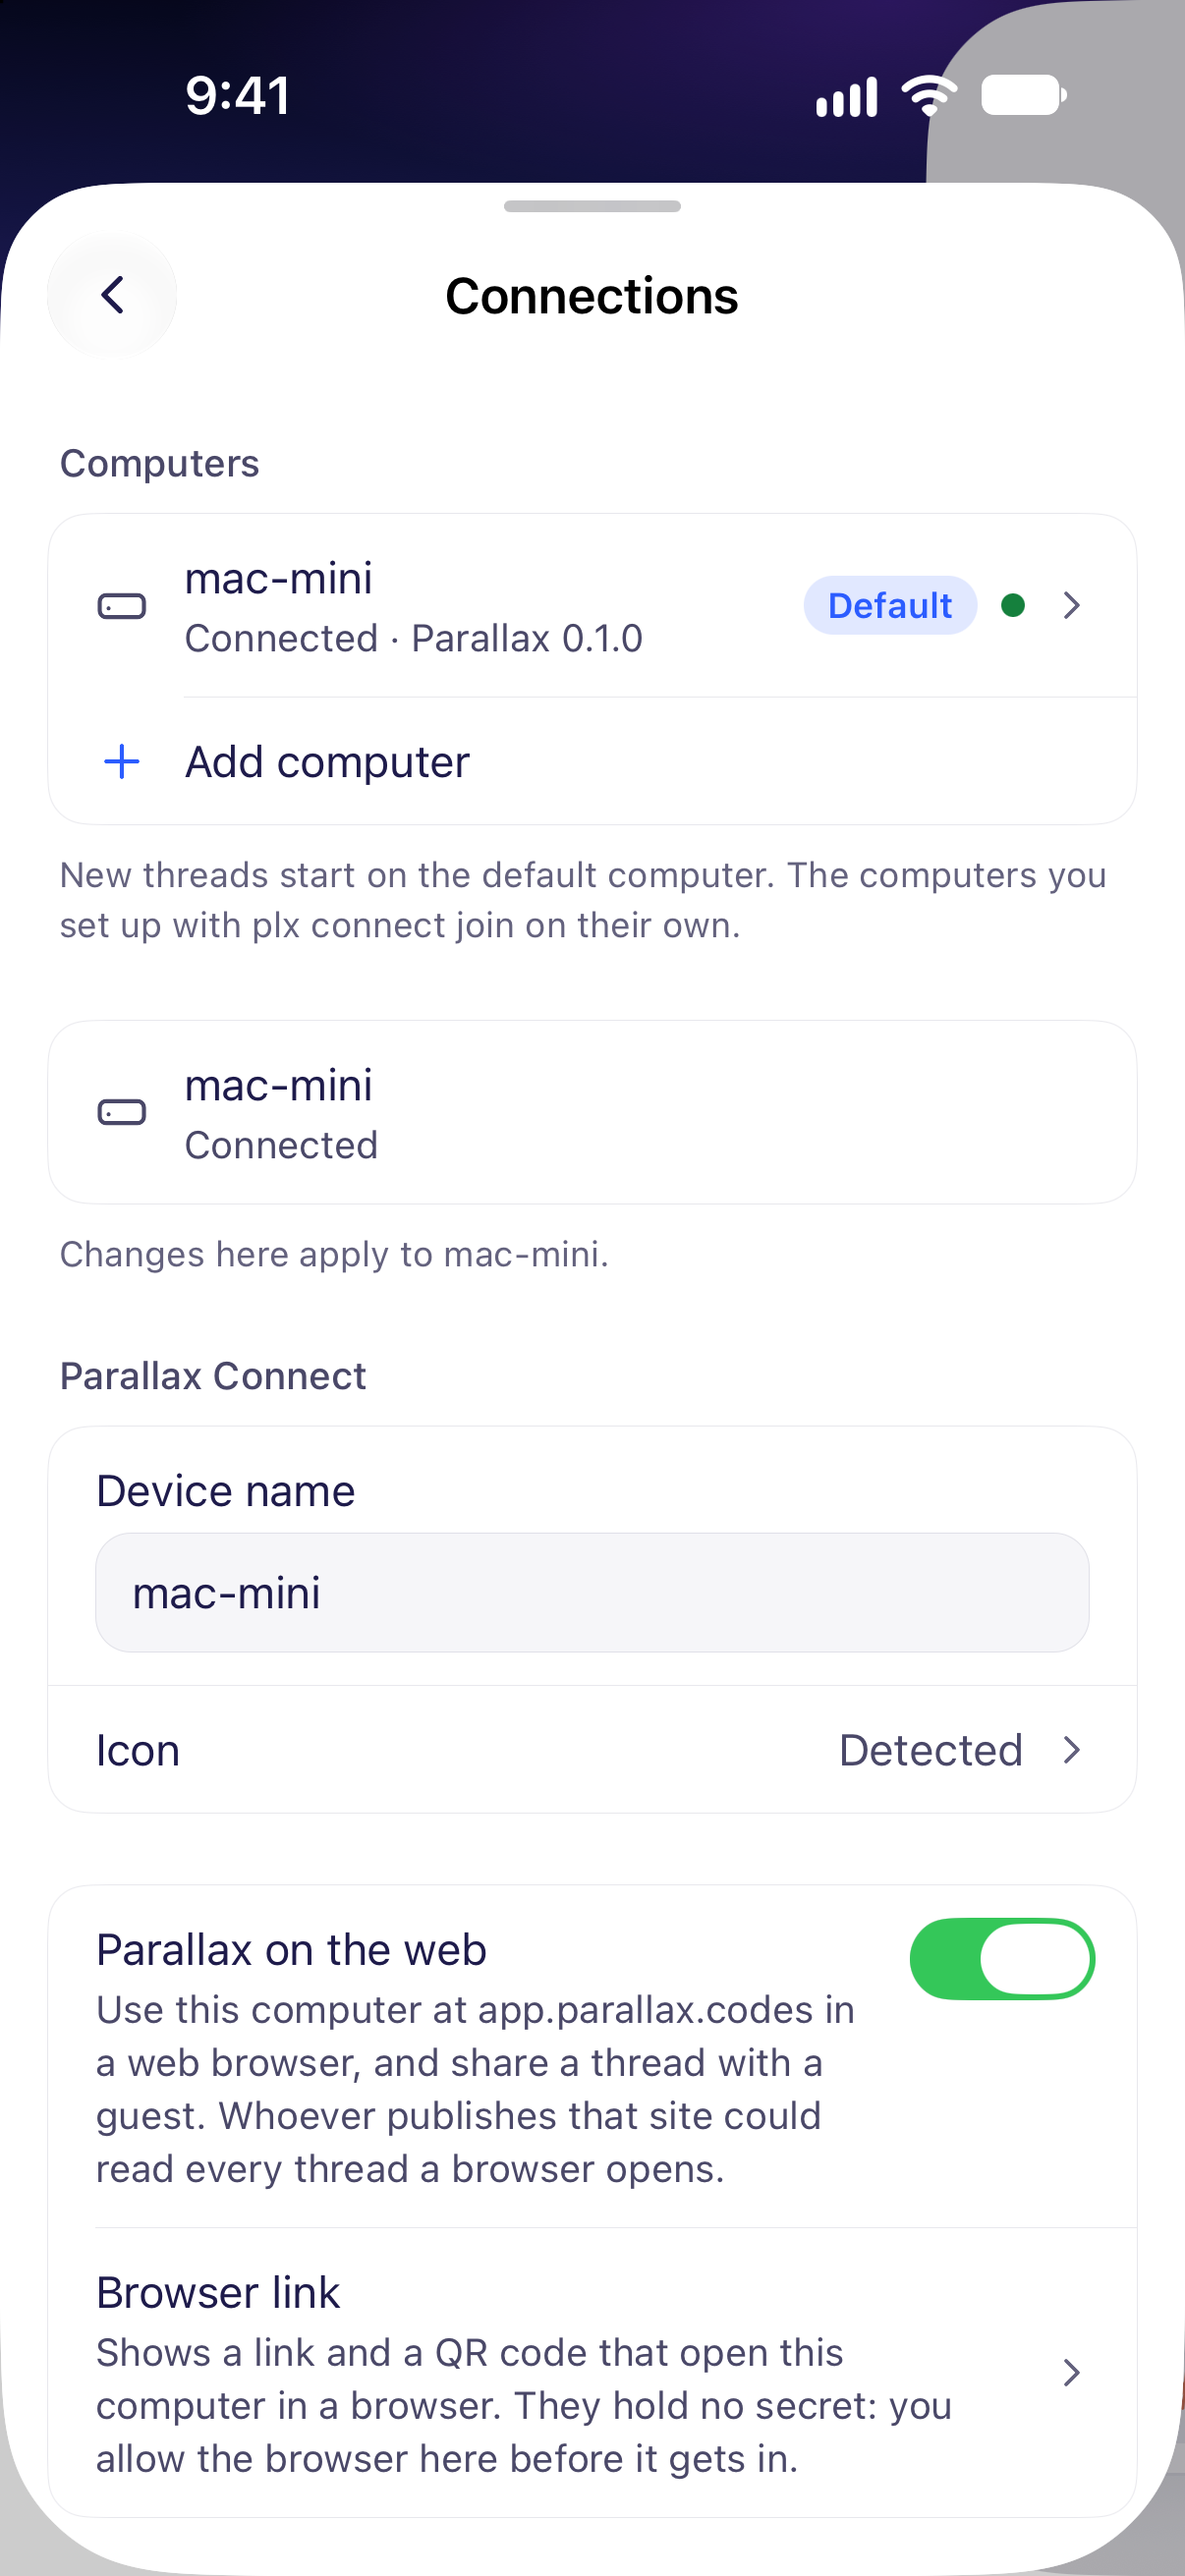 9:41
Connections
Computers
mac-mini
Connected · Parallax 0.1.0
Default
Add computer
New threads start on the default computer. The computers you
set up with plx connect join on their own.
mac-mini
Connected
Changes here apply to mac-mini.
Parallax Connect
Device name
mac-mini
Icon
Detected
Parallax on the web
Use this computer at app.parallax.codes in
a web browser, and share a thread with a
guest. Whoever publishes that site could
read every thread a browser opens.
Browser link
Shows a link and a QR code that open this
computer in a browser. They hold no secret: you
allow the browser here before it gets in.